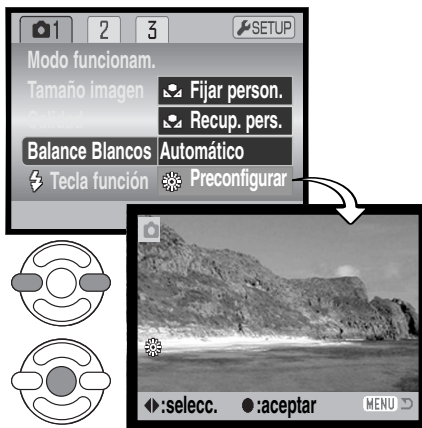 1 2 3 SETUP
Modo funcionam.
Tamaño imagen Fijar person.
Calidad Recup. pers.
Balance Blancos Automático
Tecla función Preconfigurar
:selecc. :aceptar MENU